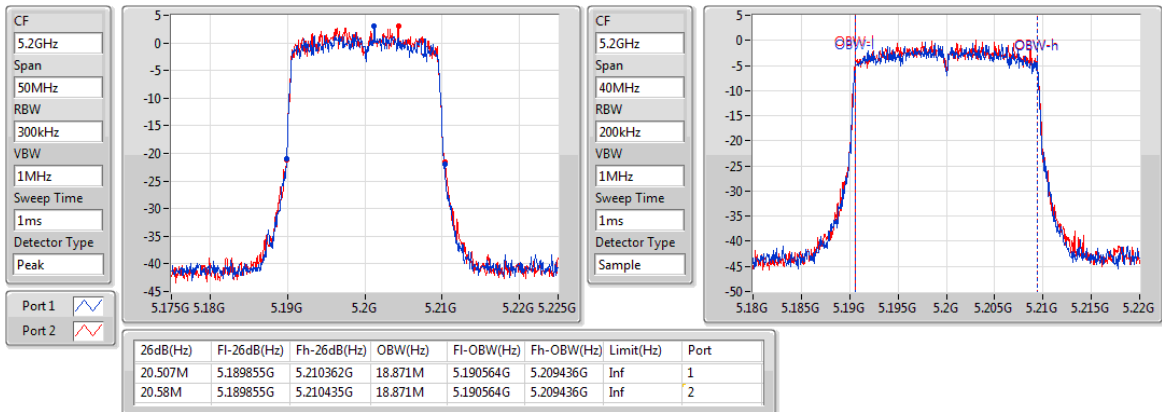 CF
5.2GHz
Span
50MHz
RBW
300kHz
VBW
1MHz
Sweep Time
1ms
Detector Type
Peak
Port 1
Port 2
5
0
-5
-10
-15
-20
-25
-30
-35
-40
-45
5.175G 5.18G 5.19G 5.2G 5.21G 5.22G 5.225G
CF
5.2GHz
Span
40MHz
RBW
200kHz
VBW
1MHz
Sweep Time
1ms
Detector Type
Sample
5
0
-5
-10
-15
-20
-25
-30
-35
-40
-45
-50
OBW-l
OBW-h
5.18G 5.185G 5.19G 5.195G 5.2G 5.205G 5.21G 5.215G 5.22G
26dB(Hz) Fl-26dB(Hz) Fh-26dB(Hz) OBW(Hz) Fl-OBW(Hz) Fh-OBW(Hz) Limit(Hz) Port
20.507M 5.189855G 5.210362G 18.871M 5.190564G 5.209436G Inf 1
20.58M 5.189855G 5.210435G 18.871M 5.190564G 5.209436G Inf 2